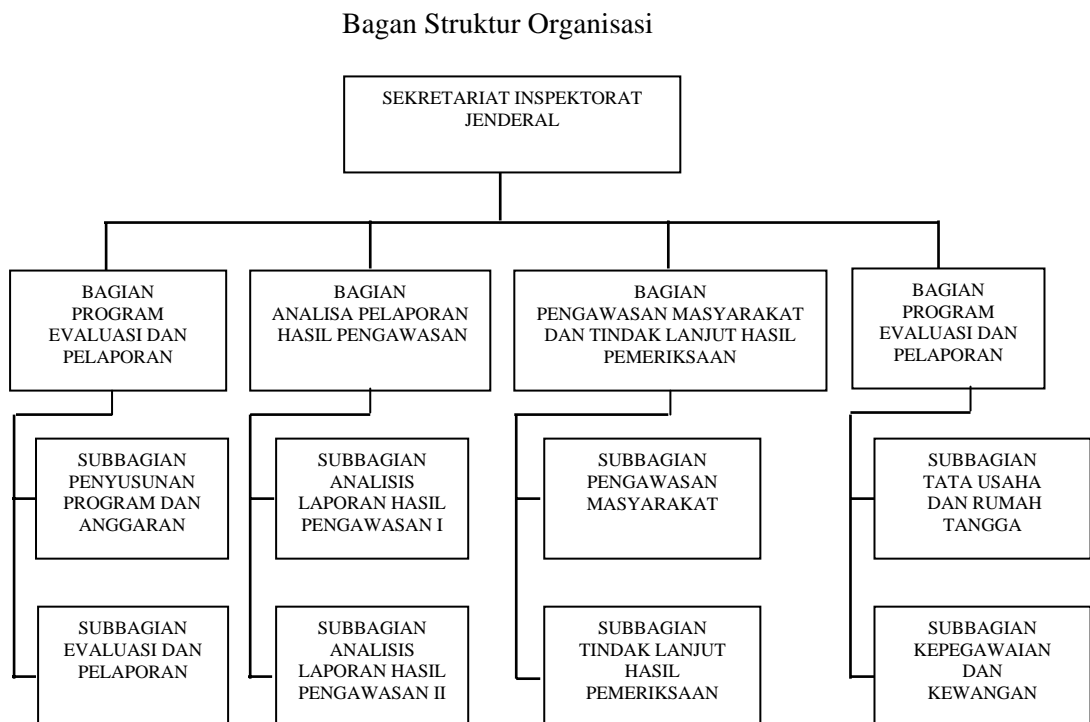 Bagan Struktur Organisasi
SEKRETARIAT INSPEKTORAT
JENDERAL
BAGIAN
PROGRAM
EVALUASI DAN
PELAPORAN
BAGIAN
ANALISA PELAPORAN
HASIL PENGAWASAN
BAGIAN
PENGAWASAN MASYARAKAT
DAN TINDAK LANJUT HASIL
PEMERIKSAAN
BAGIAN
PROGRAM
EVALUASI DAN
PELAPORAN
SUBBAGIAN
PENYUSUNAN
PROGRAM DAN
ANGGARAN
SUBBAGIAN
ANALISIS
LAPORAN HASIL
PENGAWASAN I
SUBBAGIAN
PENGAWASAN
MASYARAKAT
SUBBAGIAN
TATA USAHA
DAN RUMAH
TANGGA
SUBBAGIAN
EVALUASI DAN
PELAPORAN
SUBBAGIAN
ANALISIS
LAPORAN HASIL
PENGAWASAN II
SUBBAGIAN
TINDAK LANJUT
HASIL
PEMERIKSAAN
SUBBAGIAN
KEPEGAWAIAN
DAN
KEWANGAN